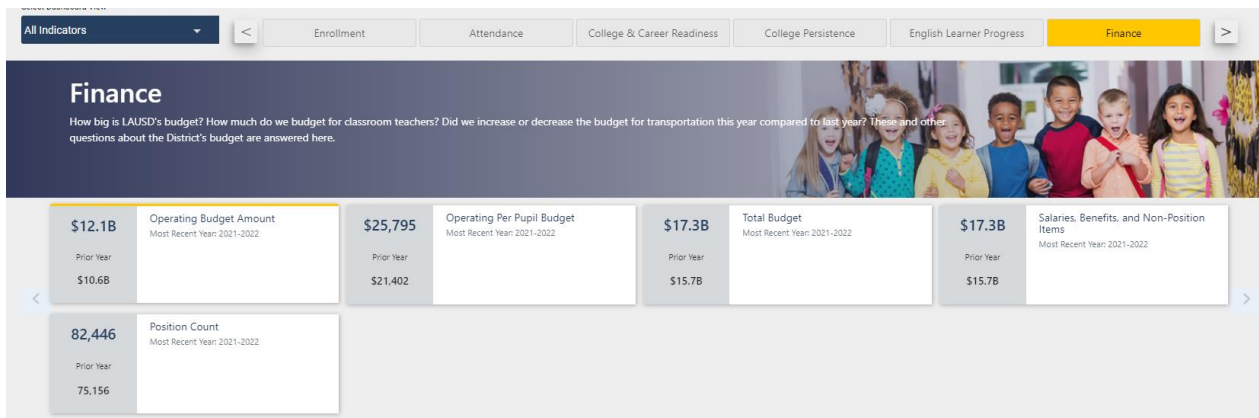 Select Dashboard View
All Indicators
<
Enrollment
Attendance
College & Career Readiness
College Persistence
English Learner Progress
Finance
>
Finance
How big is LAUSD's budget? How much do we budget for classroom teachers? Did we increase or decrease the budget for transportation this year compared to last year? These and other
questions about the District's budget are answered here.
$12.1B
Prior Year
$10.6B
Operating Budget Amount
Most Recent Year: 2021-2022
$25,795
Prior Year
$21,402
Operating Per Pupil Budget
Most Recent Year: 2021-2022
$17.3B
Prior Year
$15.7B
Total Budget
Most Recent Year: 2021-2022
$17.3B
Prior Year
$15.7B
Salaries, Benefits, and Non-Position
Items
Most Recent Year: 2021-2022
82,446
Prior Year
75,156
Position Count
Most Recent Year: 2021-2022